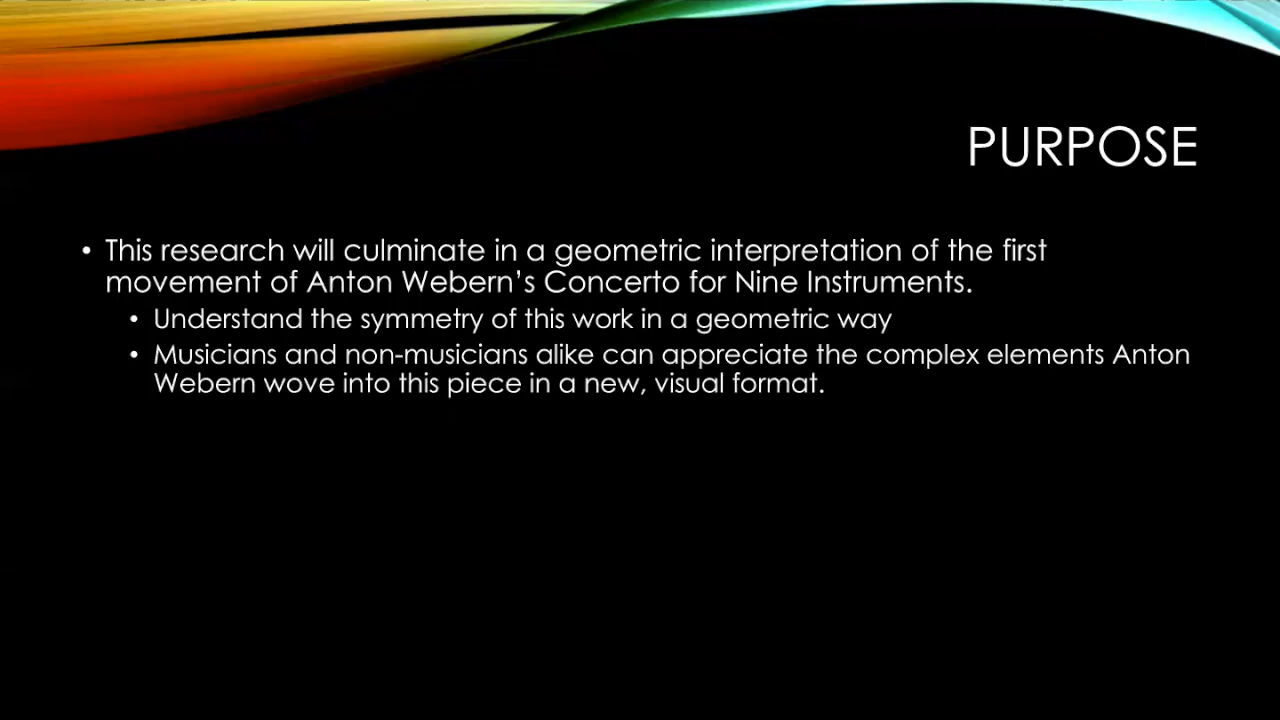 PURPOSE
• This research will culminate in a geometric interpretation of the first
movement of Anton Webern’s Concerto for Nine Instruments.
• Understand the symmetry of this work in a geometric way
• Musicians and non-musicians alike can appreciate the complex elements Anton
Webern wove into this piece in a new, visual format.